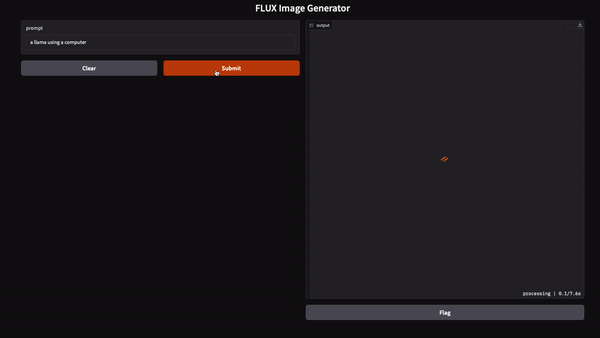 FLUX Image Generator
prompt
a llama using a computer
Clear
Submit
output
processing | 0.1/7.6s
Flag